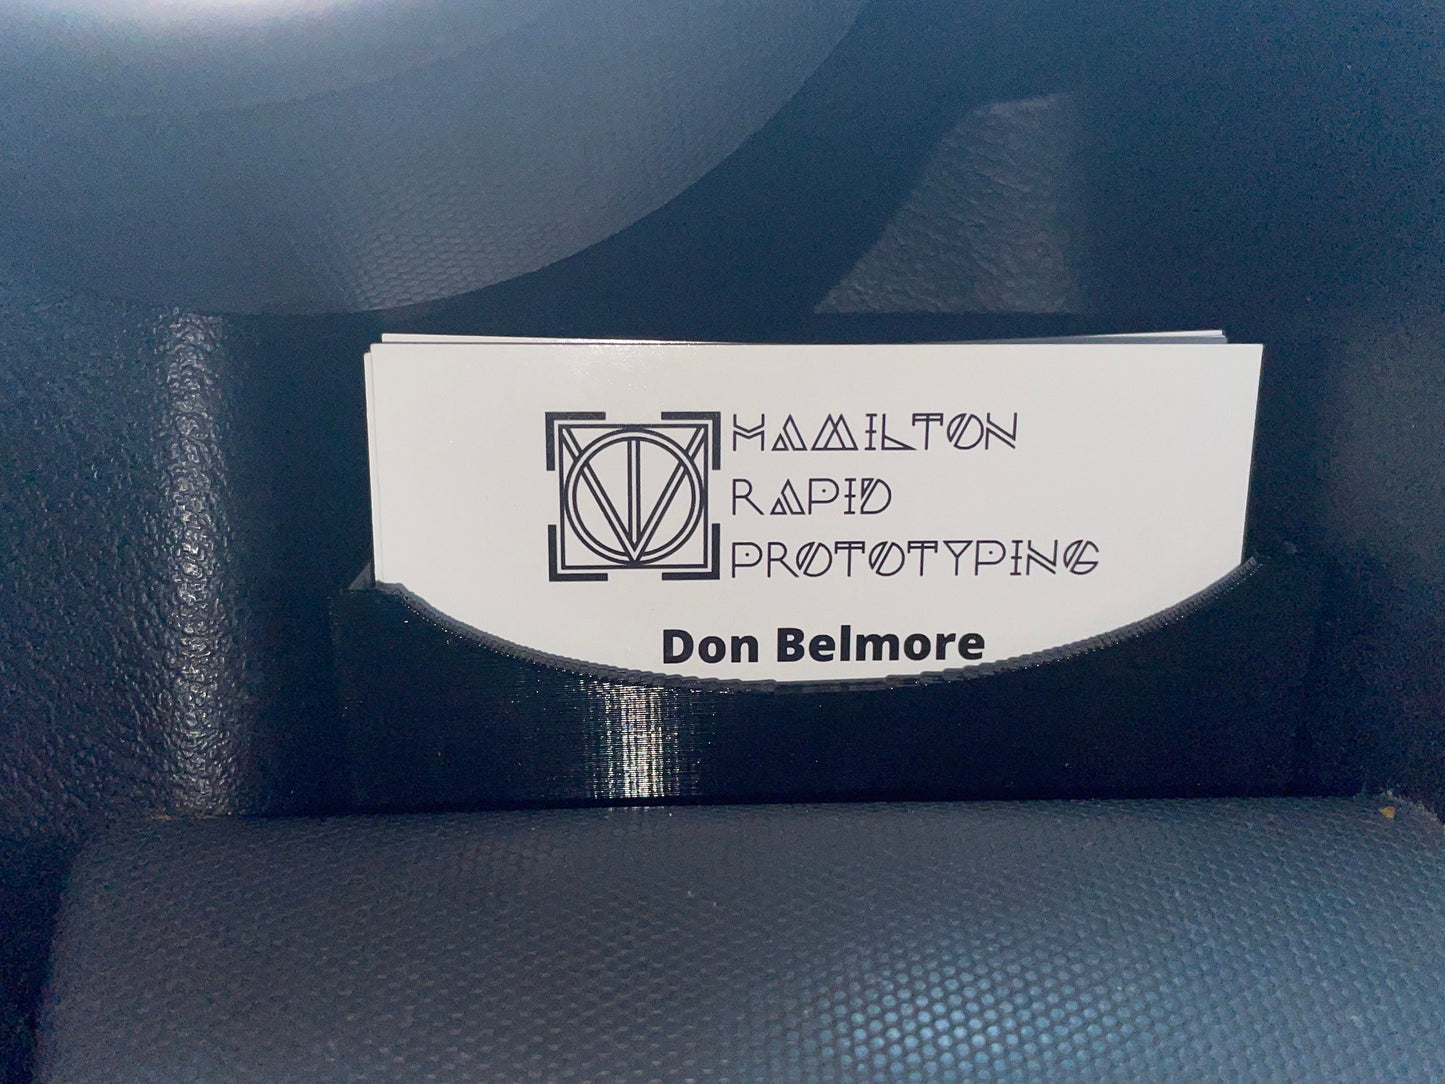 HAMILTON
RAPID
PROTOTYPING
Don Belmore